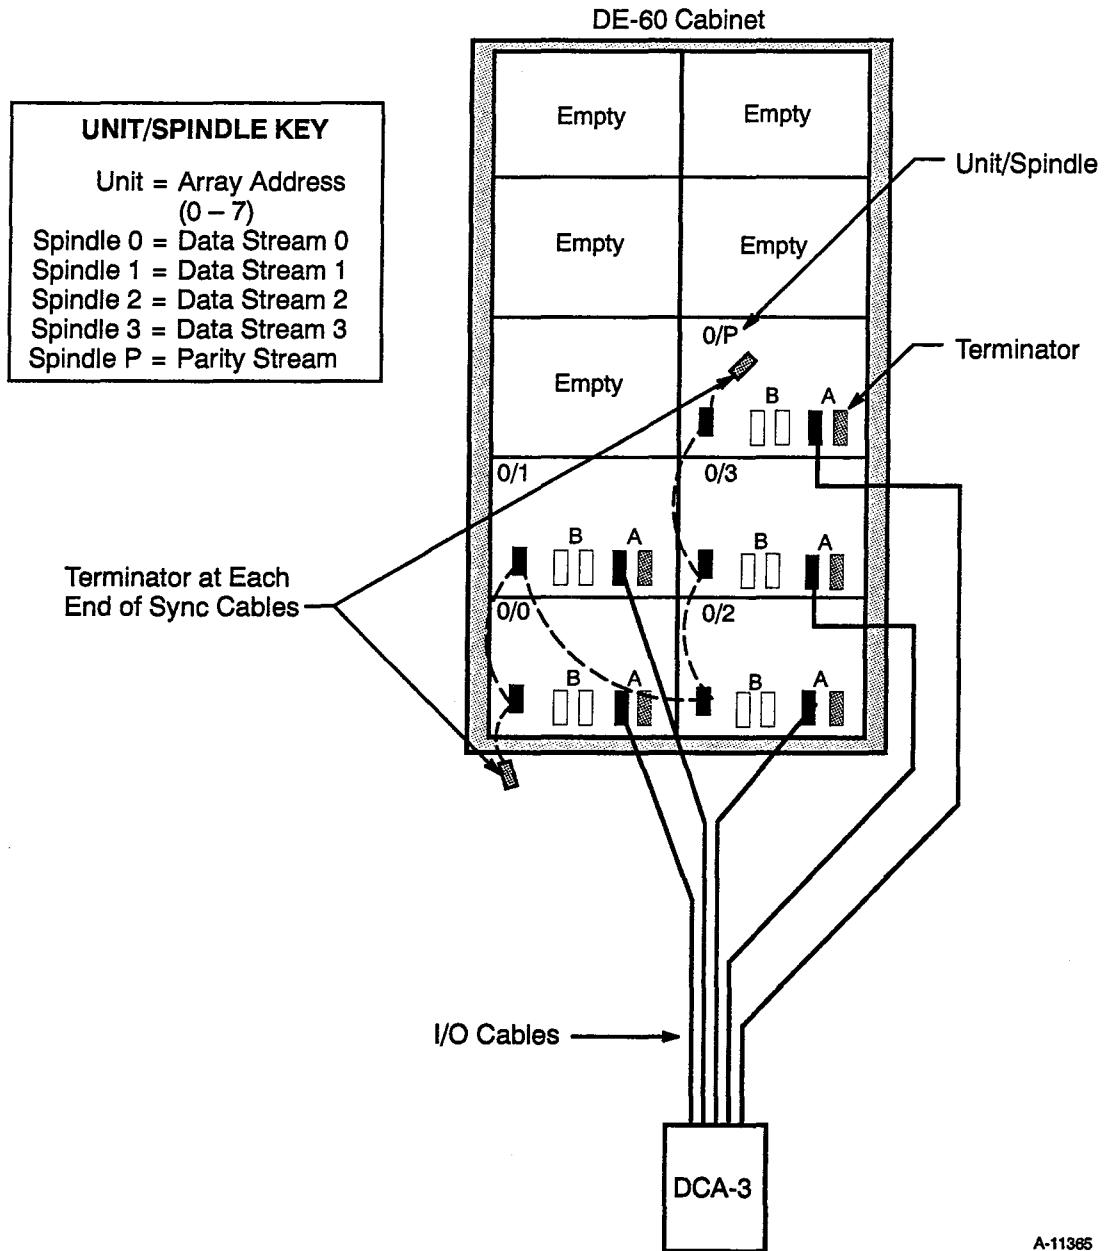 DE-60 Cabinet
UNIT/SPINDLE KEY
Unit = Array Address
(0 – 7)
Spindle 0 = Data Stream 0
Spindle 1 = Data Stream 1
Spindle 2 = Data Stream 2
Spindle 3 = Data Stream 3
Spindle P = Parity Stream
Empty
Empty
Unit/Spindle
Empty
Empty
0/P
Terminator
Empty
B
A
0/1
0/3
B
A
B
A
Terminator at Each
End of Sync Cables
0/0
0/2
B
A
B
A
I/O Cables
DCA-3
A-11365